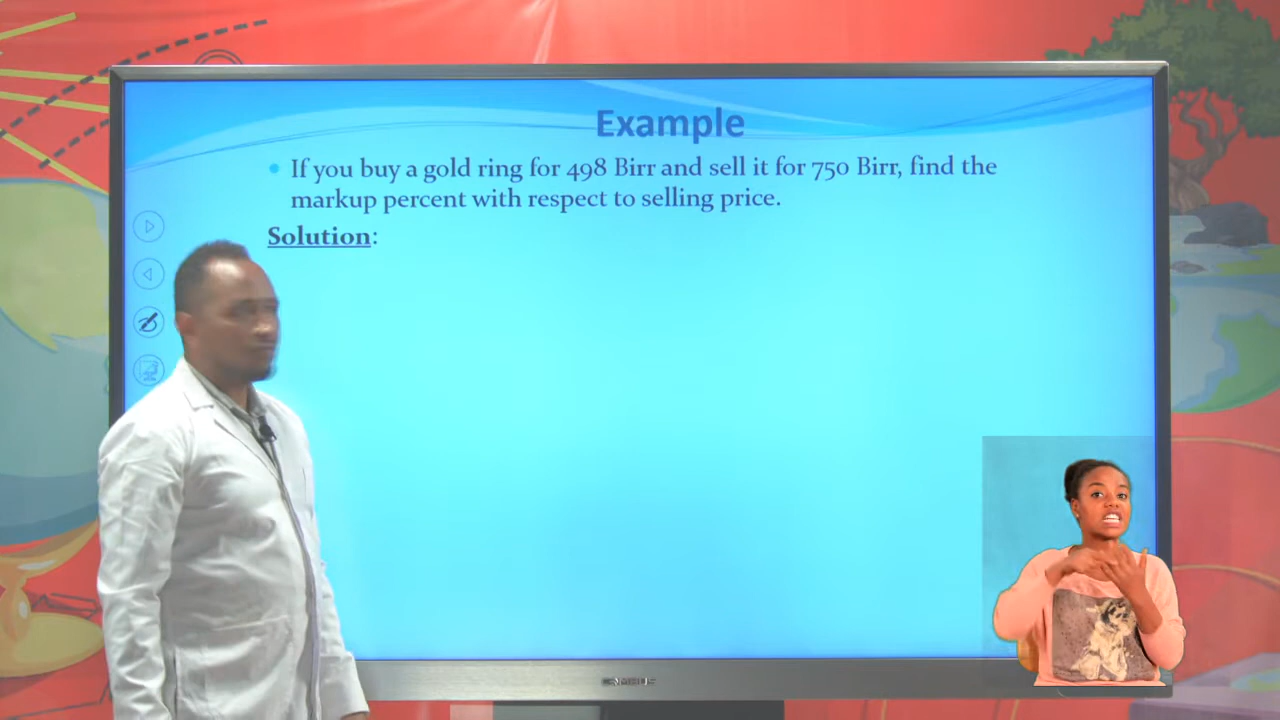 Example
If you buy a gold ring for 498 Birr and sell it for 750 Birr, find the
markup percent with respect to selling price.
Solution: